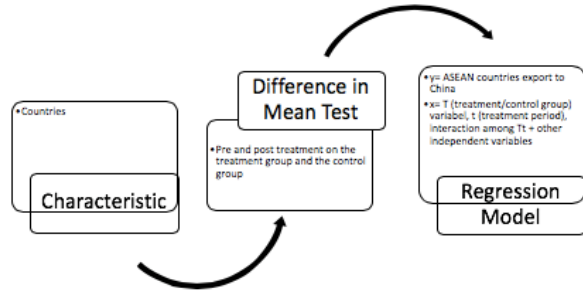 • Countries
Characteristic
Difference in
Mean Test
• Pre and post treatment on the
treatment group and the control
group
• y= ASEAN countries export to
China
• x= T (treatment/control group)
variabel, t (treatment period),
interaction among Tt + other
independent variables
Regression
Model